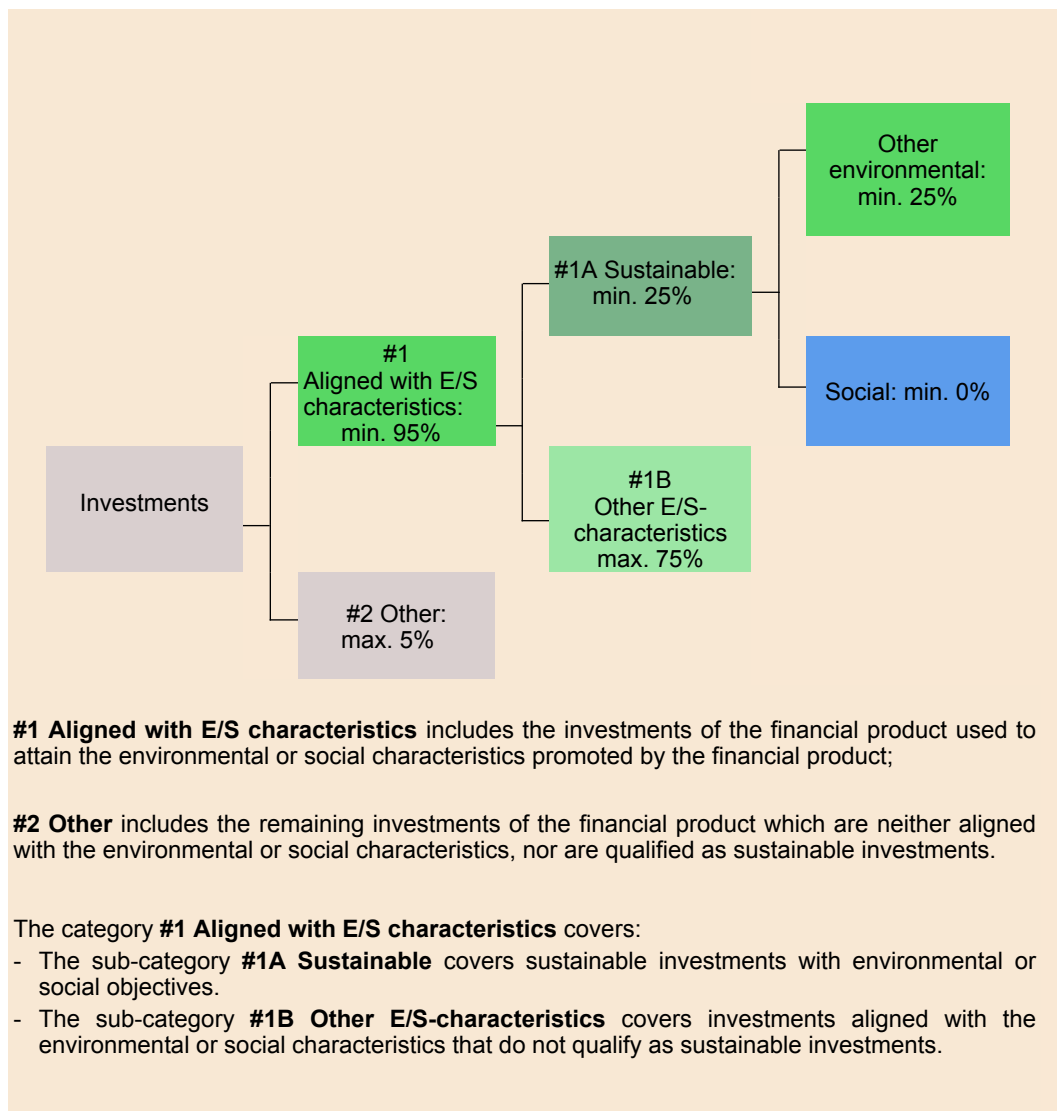 Other
environmental:
min. 25%
#1A Sustainable:
min. 25%
#1
Aligned with E/S
characteristics:
min. 95%
Social: min. 0%
Investments
#1B
Other E/S-
characteristics
max. 75%
#2 Other:
max. 5%
#1 Aligned with E/S characteristics includes the investments of the financial product used to
attain the environmental or social characteristics promoted by the financial product;
#2 Other includes the remaining investments of the financial product which are neither aligned
with the environmental or social characteristics, nor are qualified as sustainable investments.
The category #1 Aligned with E/S characteristics covers:
- The sub-category #1A Sustainable covers sustainable investments with environmental or
social objectives.
- The sub-category #1B Other E/S-characteristics covers investments aligned with the
environmental or social characteristics that do not qualify as sustainable investments.